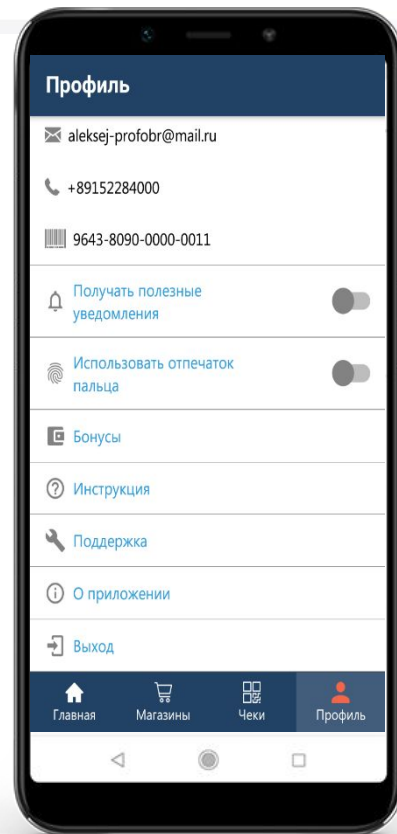 Профиль
aleksej-profobr@mail.ru
+89152284000
9643-8090-0000-0011
Получать полезные
уведомления
Использовать отпечаток
пальца
Бонусы
Инструкция
Поддержка
О приложении
Выход
Главная Магазины Чеки Профиль